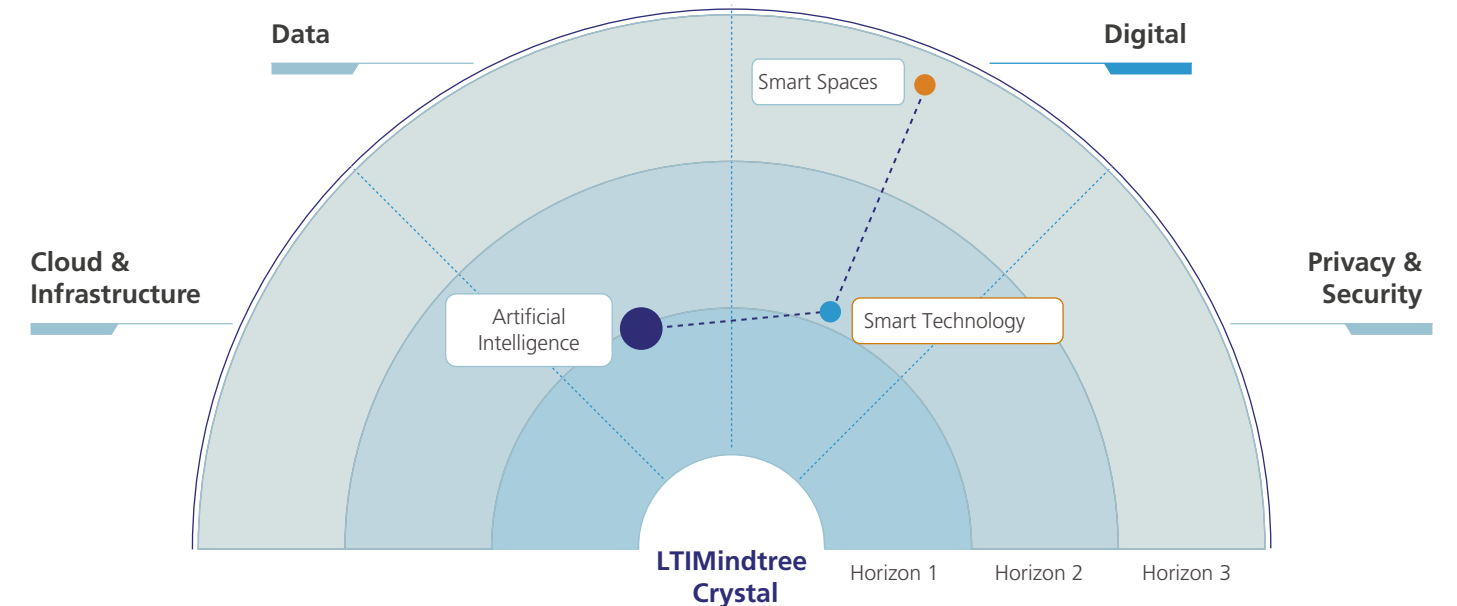 Data
Digital
Smart Spaces
Cloud &
Infrastructure
Privacy &
Security
Artificial
Intelligence
Smart Technology
LTIMindtree
Crystal
Horizon 1
Horizon 2
Horizon 3